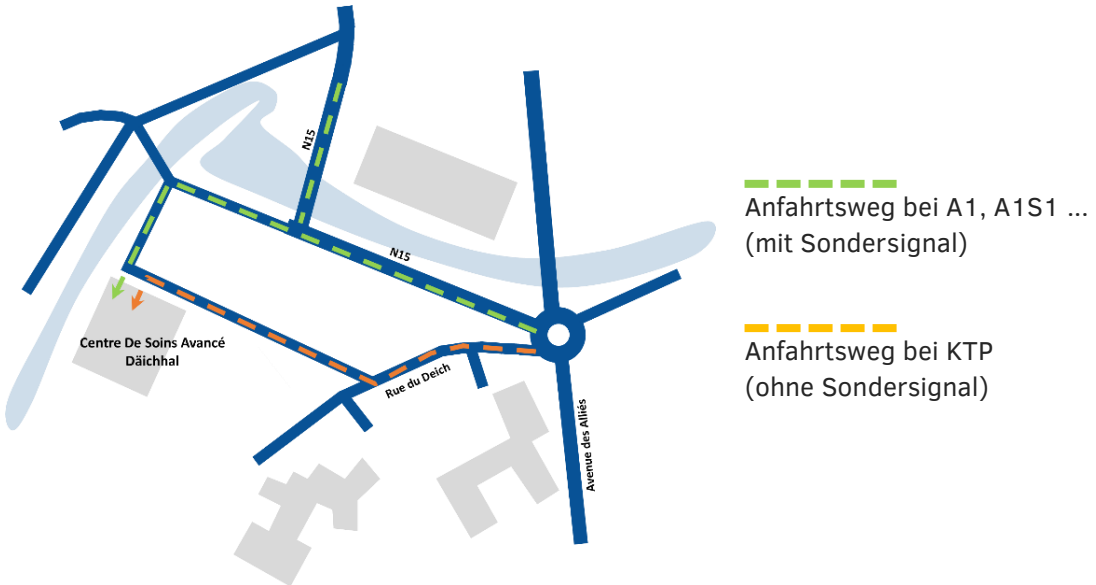 N15
N15
Centre De Soins Avancé
Däichhal
Rue du Deich
Avenue des Alliés
Anfahrtsweg bei A1, A1S1 ...
(mit Sondersignal)
Anfahrtsweg bei KTP
(ohne Sondersignal)